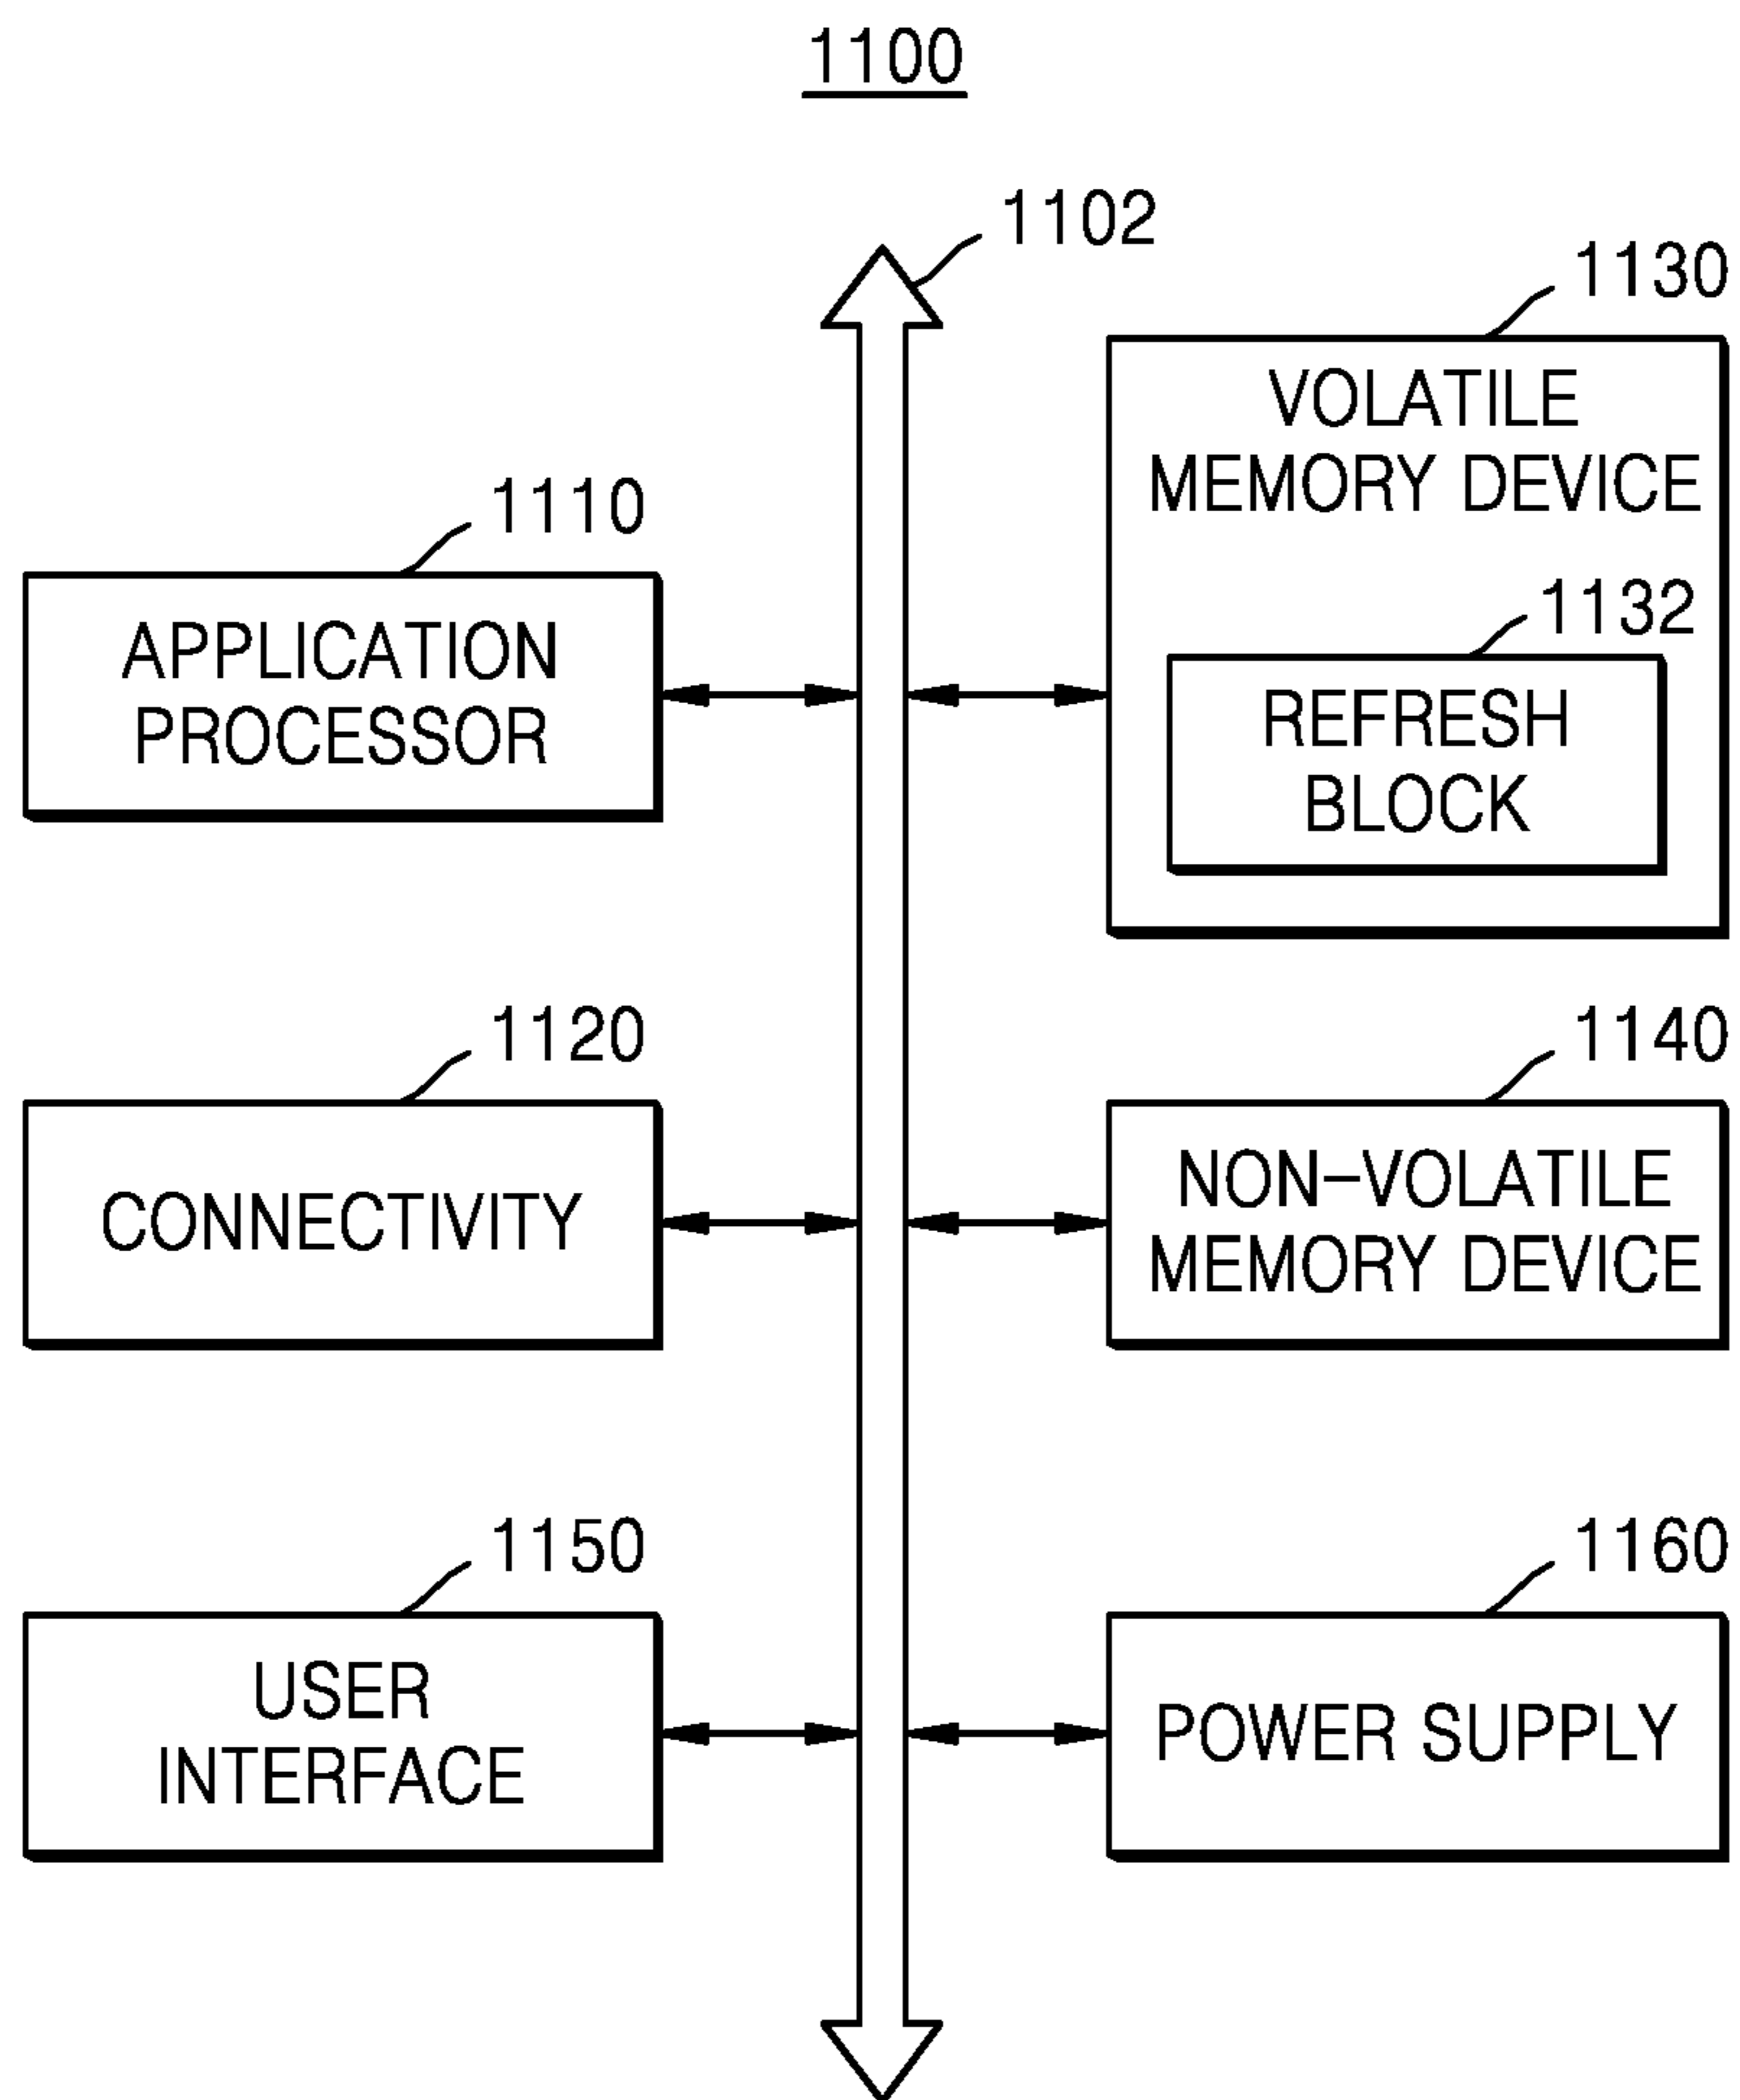 1100
1102
1130
VOLATILE
MEMORY DEVICE
1132
REFRESH
BLOCK
1110
APPLICATION
PROCESSOR
1120
CONNECTIVITY
1140
NON-VOLATILE
MEMORY DEVICE
1150
USER
INTERFACE
1160
POWER SUPPLY